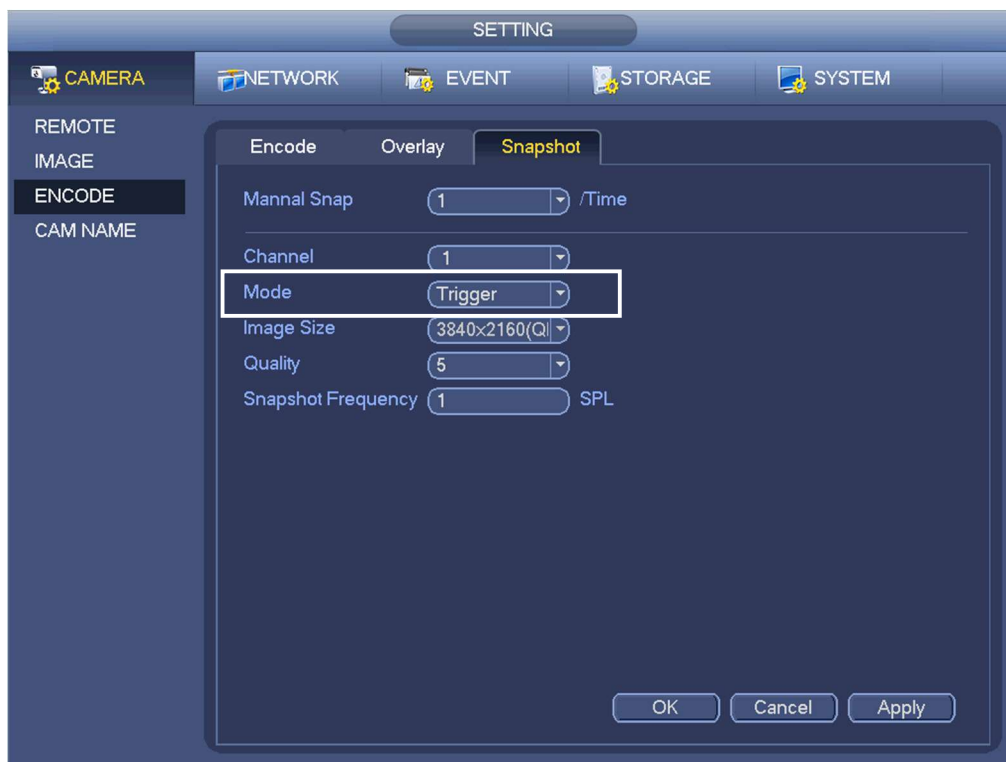 SETTING
CAMERA NETWORK EVENT STORAGE SYSTEM
REMOTE
IMAGE
ENCODE
CAM NAME
Encode Overlay Snapshot
Mannal Snap 1 /Time
Channel 1
Mode Trigger
Image Size 3840x2160(QI
Quality 5
Snapshot Frequency 1 SPL
OK Cancel Apply